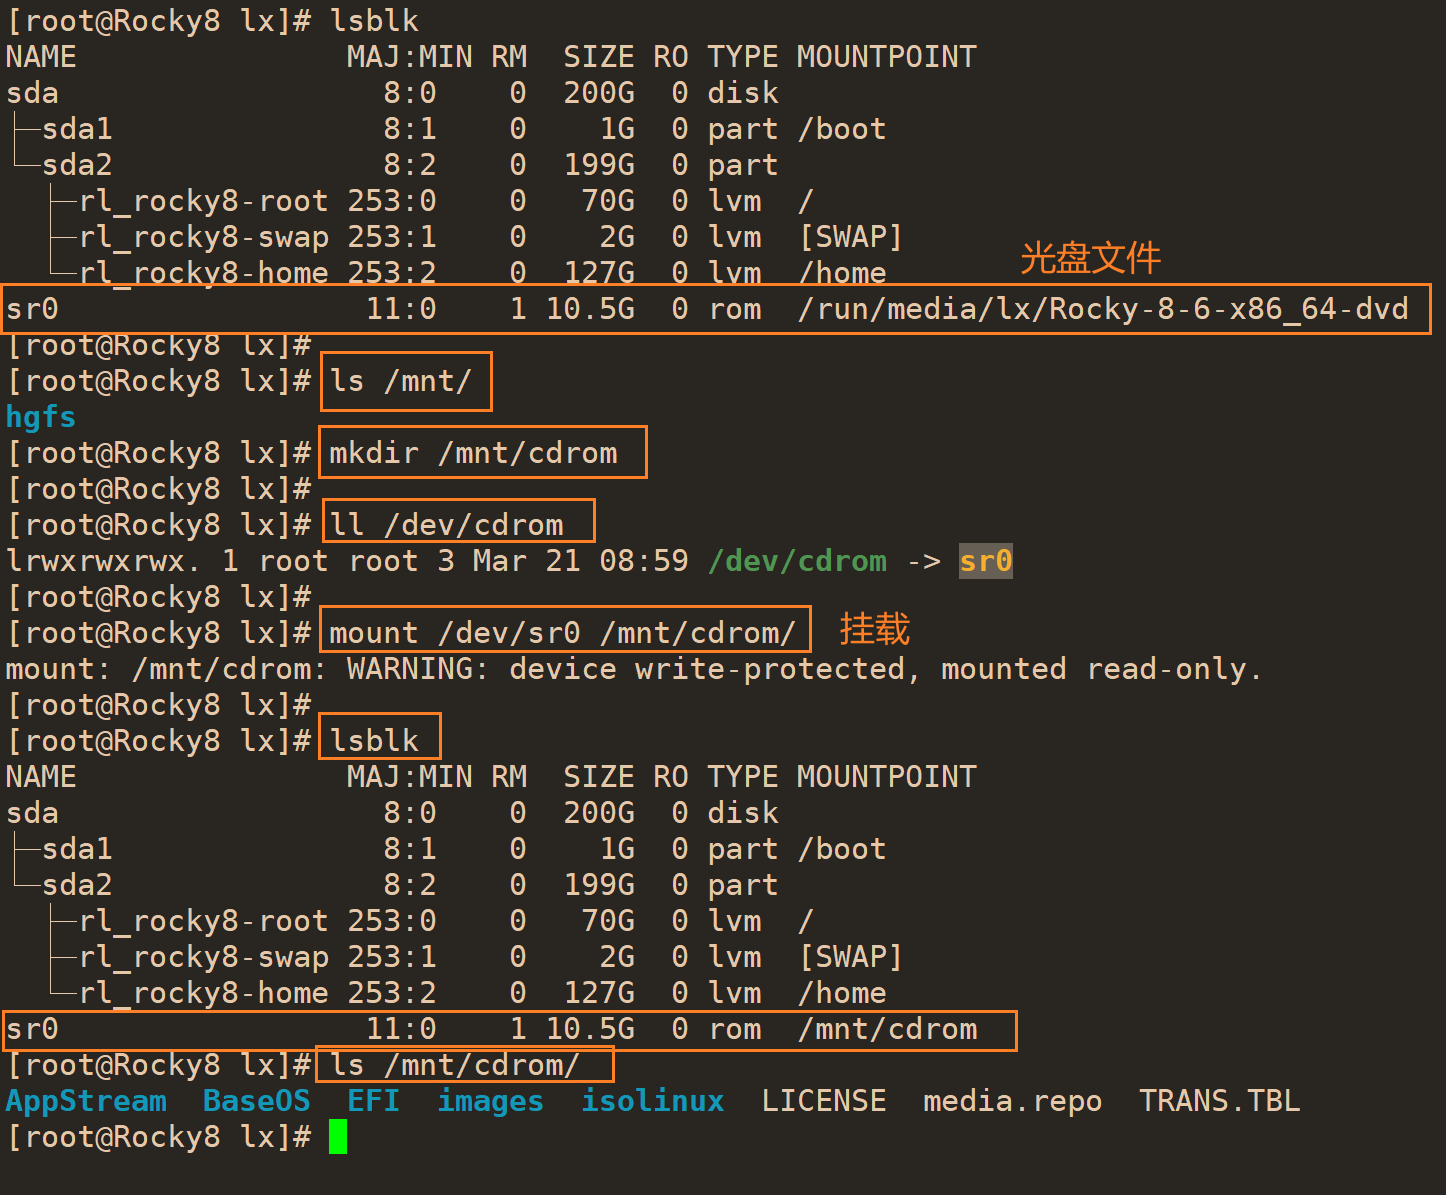 [root@Rocky8 lx]# lsblk
NAME               MAJ:MIN RM  SIZE RO TYPE MOUNTPOINT
sda                  8:0    0  200G  0 disk
├─sda1               8:1    0    1G  0 part /boot
└─sda2               8:2    0  199G  0 part
  ├─rl_rocky8-root 253:0    0   70G  0 lvm  /
  ├─rl_rocky8-swap 253:1    0    2G  0 lvm  [SWAP]
光盘文件
  └─rl_rocky8-home 253:2    0  127G  0 lvm  /home
sr0                 11:0    1 10.5G  0 rom  /run/media/lx/Rocky-8-6-x86_64-dvd
[root@Rocky8 lx]#
[root@Rocky8 lx]# ls /mnt/
hgfs
[root@Rocky8 lx]# mkdir /mnt/cdrom
[root@Rocky8 lx]#
[root@Rocky8 lx]# ll /dev/cdrom
lrwxrwxrwx. 1 root root 3 Mar 21 08:59 /dev/cdrom -> sr0
[root@Rocky8 lx]#
[root@Rocky8 lx]# mount /dev/sr0 /mnt/cdrom/ 挂载
mount: /mnt/cdrom: WARNING: device write-protected, mounted read-only.
[root@Rocky8 lx]#
[root@Rocky8 lx]# lsblk
NAME               MAJ:MIN RM  SIZE RO TYPE MOUNTPOINT
sda                  8:0    0  200G  0 disk
├─sda1               8:1    0    1G  0 part /boot
└─sda2               8:2    0  199G  0 part
  ├─rl_rocky8-root 253:0    0   70G  0 lvm  /
  ├─rl_rocky8-swap 253:1    0    2G  0 lvm  [SWAP]
  └─rl_rocky8-home 253:2    0  127G  0 lvm  /home
sr0                 11:0    1 10.5G  0 rom  /mnt/cdrom
[root@Rocky8 lx]# ls /mnt/cdrom/
AppStream  BaseOS  EFI  images  isolinux  LICENSE  media.repo  TRANS.TBL
[root@Rocky8 lx]#